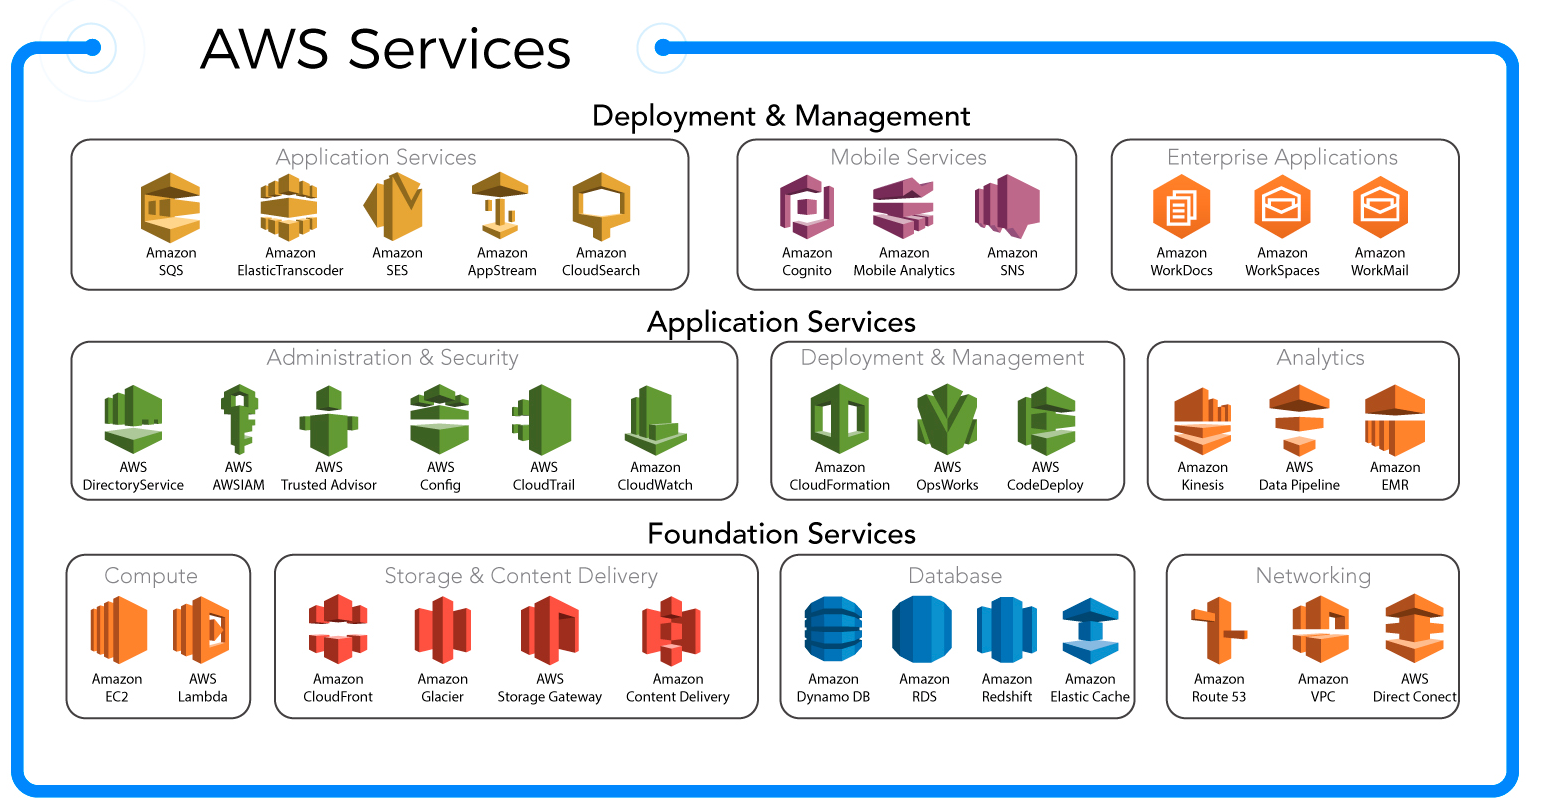 AWS Services
Deployment & Management
Application Services
Amazon
SQS
Amazon
ElasticTranscoder
Amazon
SES
Amazon
AppStream
Amazon
CloudSearch
Mobile Services
Amazon
Cognito
Amazon
Mobile Analytics
Amazon
SNS
Enterprise Applications
Amazon
WorkDocs
Amazon
WorkSpaces
Amazon
WorkMail
Application Services
Administration & Security
AWS
DirectoryService
AWS
AWSIAM
AWS
Trusted Advisor
AWS
Config
AWS
CloudTrail
Amazon
CloudWatch
Deployment & Management
Amazon
CloudFormation
AWS
OpsWorks
AWS
CodeDeploy
Analytics
Amazon
Kinesis
AWS
Data Pipeline
Amazon
EMR
Foundation Services
Compute
Amazon
EC2
AWS
Lambda
Storage & Content Delivery
Amazon
CloudFront
Amazon
Glacier
AWS
Storage Gateway
Amazon
Content Delivery
Database
Amazon
Dynamo DB
Amazon
RDS
Amazon
Redshift
Amazon
Elastic Cache
Networking
Amazon
Route 53
Amazon
VPC
AWS
Direct Conect